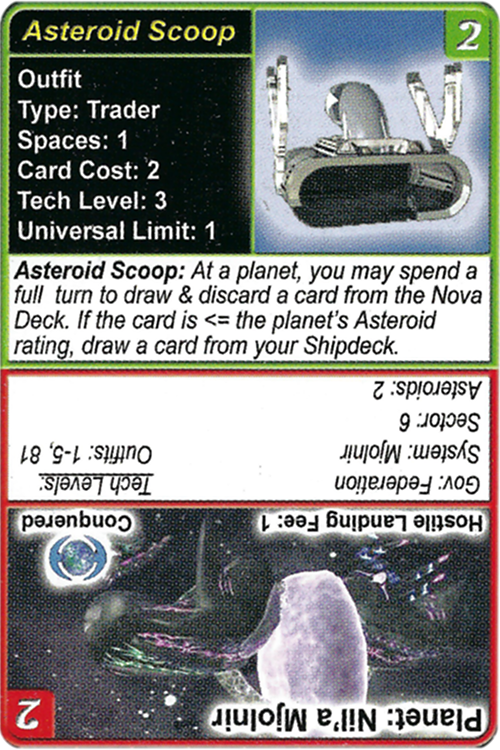 Asteroid Scoop 2
Outfit
Type: Trader
Spaces: 1
Card Cost: 2
Tech Level: 3
Universal Limit: 1
Asteroid Scoop: At a planet, you may spend a
full turn to draw & discard a card from the Nova
Deck. If the card is <= the planet's Asteroid
rating, draw a card from your Shipdeck.
Planet: Nil'a Mjolnir 2
Hostile Landing Fee: 1 Conquered
Gov: Federation Tech Levels:
System: Mjolnir Outfits: 1-5, 81
Sector: 6
Asteroids: 2